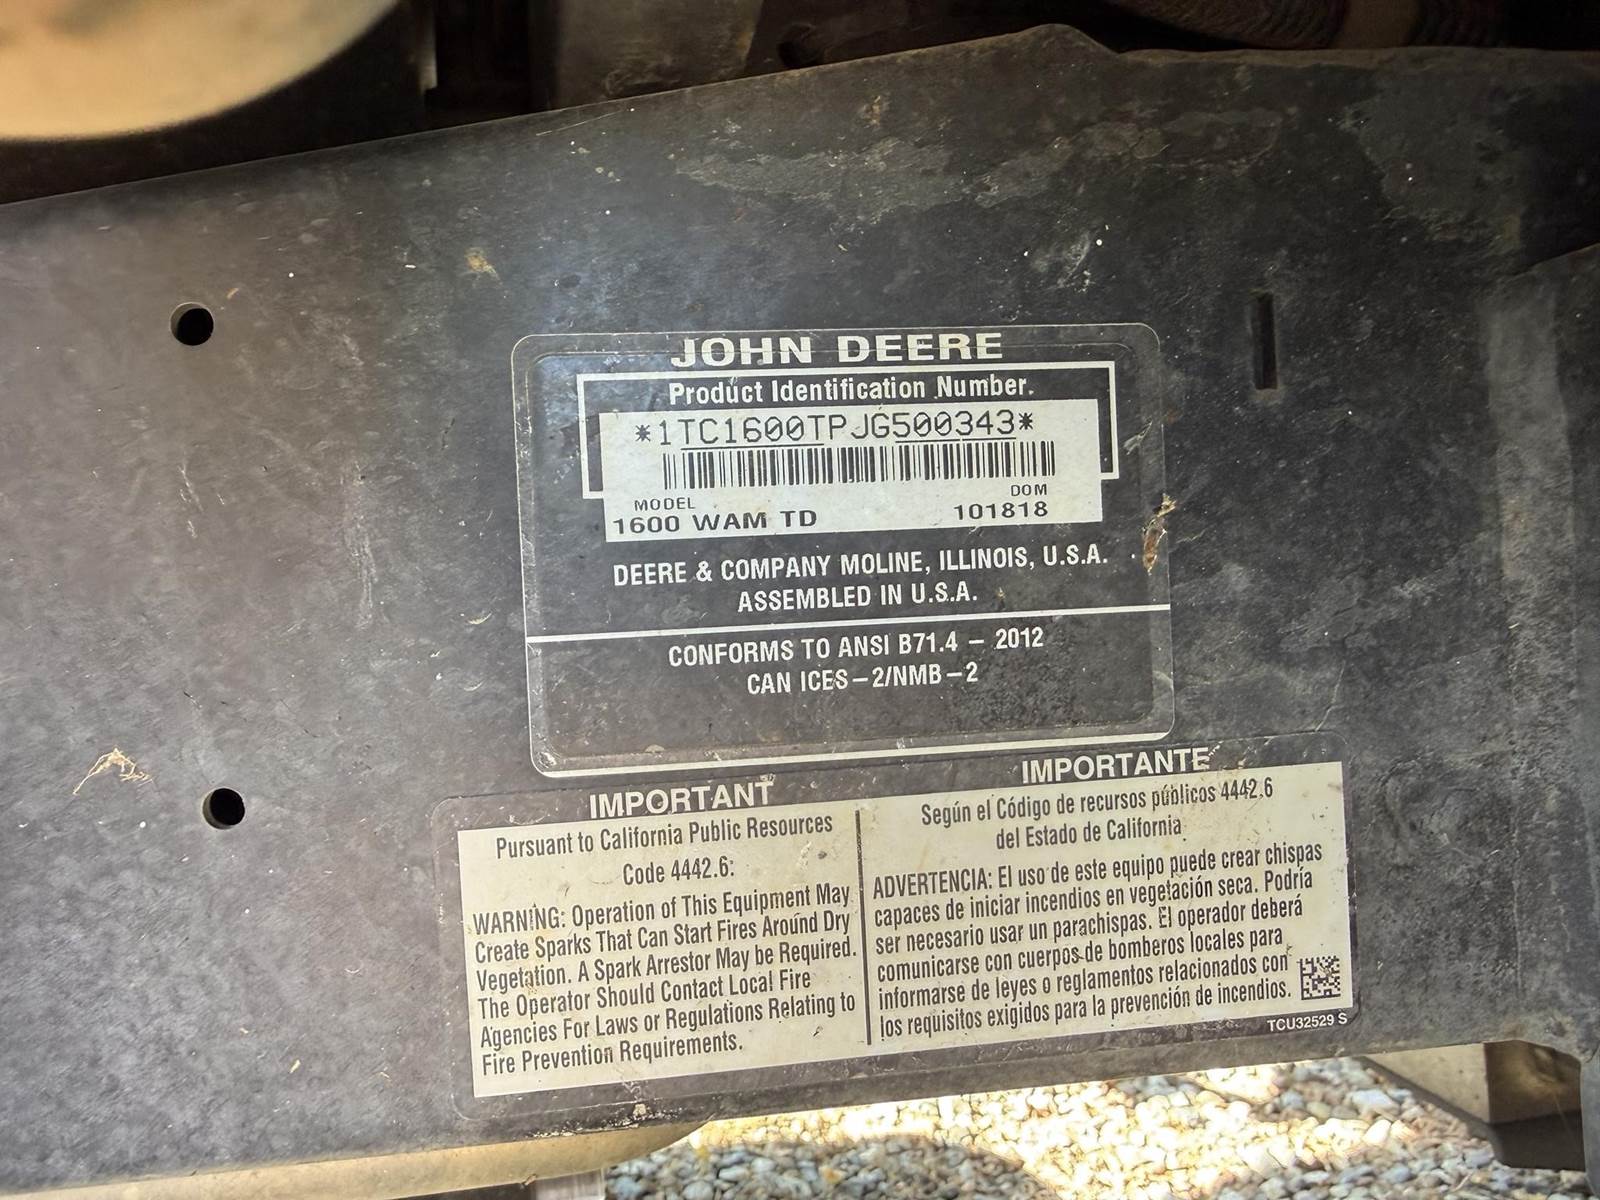 JOHN DEERE
Product Identification Number.
*1TC1600TPJG500343*
MODEL
DOM
1600 WAM TD
101818
DEERE & COMPANY MOLINE, ILLINOIS, U.S.A.
ASSEMBLED IN U.S.A.
CONFORMS TO ANSI B71.4 – 2012
CAN ICES–2/NMB–2
IMPORTANT
Pursuant to California Public Resources
Code 4442.6:
WARNING: Operation of This Equipment May
Create Sparks That Can Start Fires Around Dry
Vegetation. A Spark Arrestor May be Required.
The Operator Should Contact Local Fire
Agencies For Laws or Regulations Relating to
Fire Prevention Requirements.
IMPORTANTE
Según el Código de recursos públicos 4442.6
del Estado de California
ADVERTENCIA: El uso de este equipo puede crear chispas
capaces de iniciar incendios en vegetación seca. Podría
ser necesario usar un parachispas. El operador deberá
comunicarse con cuerpos de bomberos locales para
informarse de leyes o reglamentos relacionados con
los requisitos exigidos para la prevención de incendios.
TCU32529 S